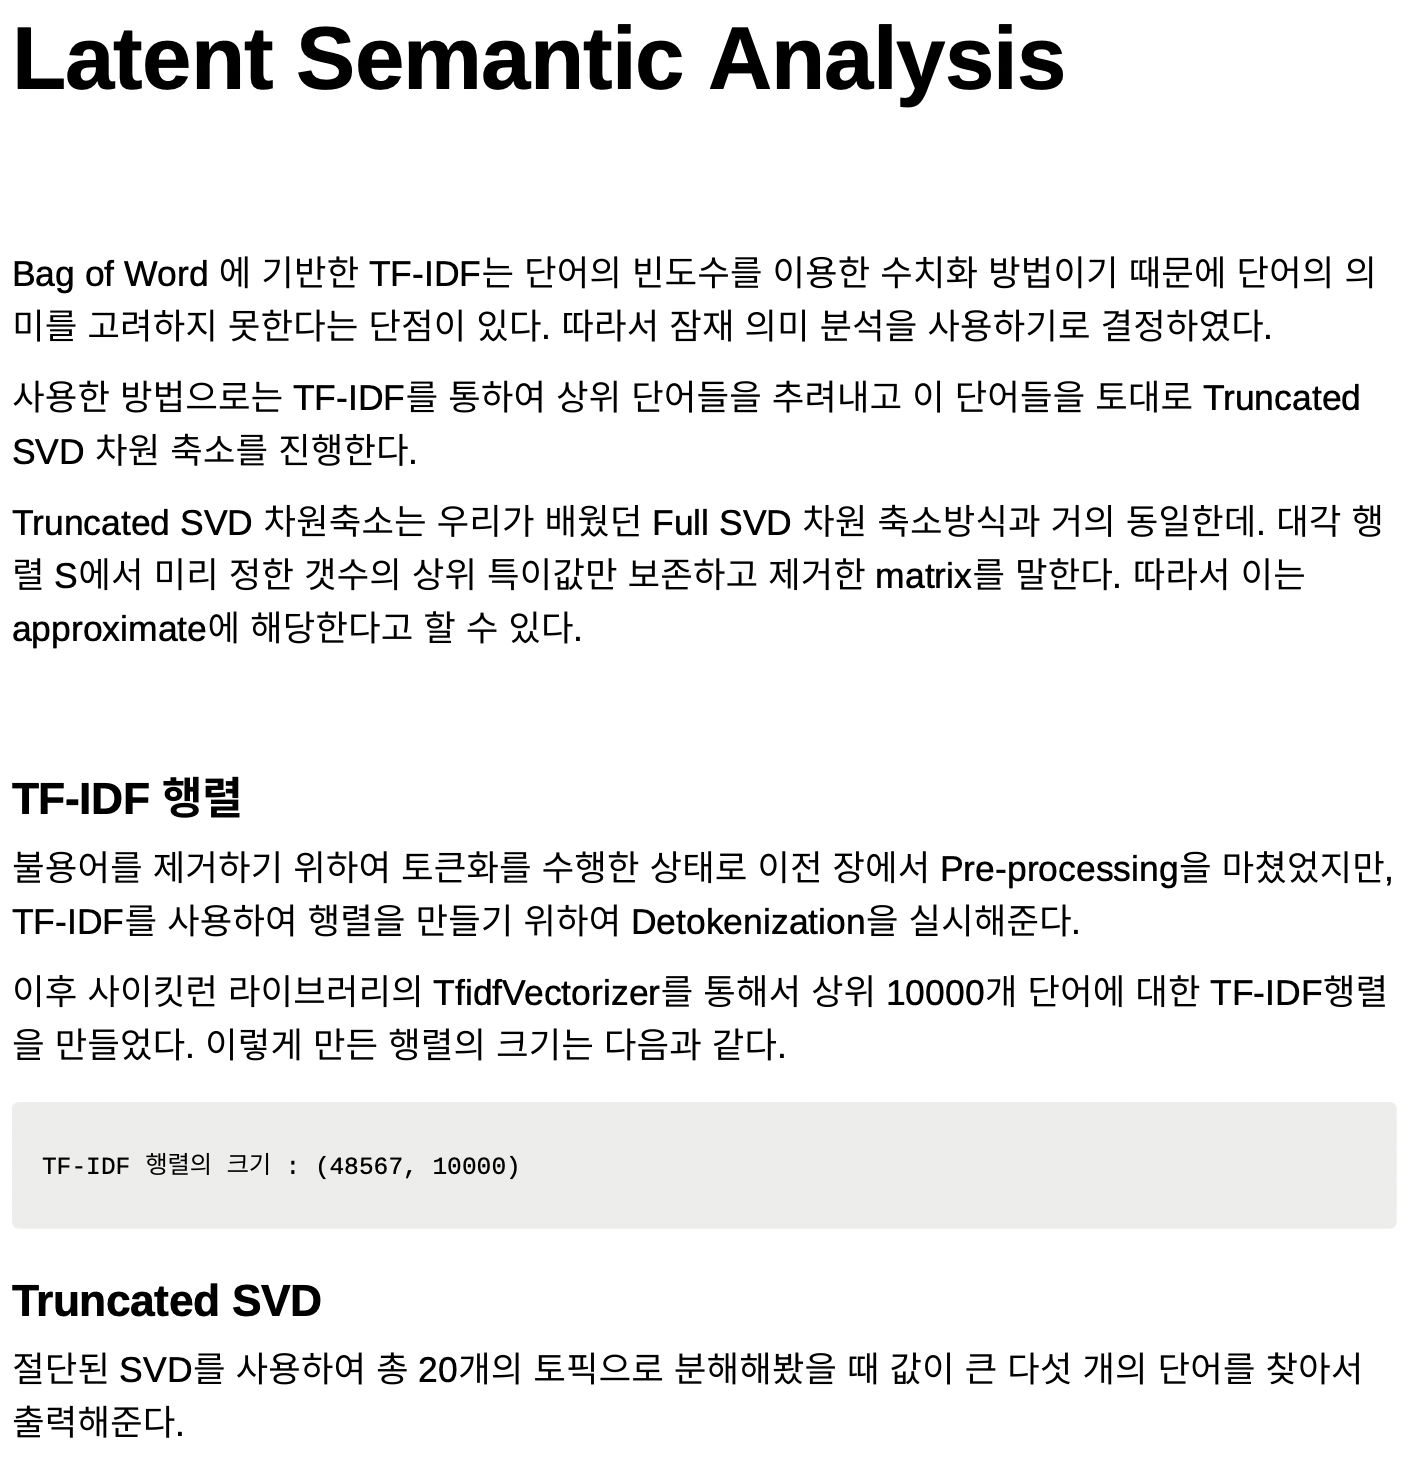 Latent Semantic Analysis
Bag of Word 에 기반한 TF-IDF는 단어의 빈도수를 이용한 수치화 방법이기 때문에 단어의 의
미를 고려하지 못한다는 단점이 있다. 따라서 잠재 의미 분석을 사용하기로 결정하였다.
사용한 방법으로는 TF-IDF를 통하여 상위 단어들을 추려내고 이 단어들을 토대로 Truncated
SVD 차원 축소를 진행한다.
Truncated SVD 차원축소는 우리가 배웠던 Full SVD 차원 축소방식과 거의 동일한데. 대각 행
렬 S에서 미리 정한 갯수의 상위 특이값만 보존하고 제거한 matrix를 말한다. 따라서 이는
approximate에 해당한다고 할 수 있다.
TF-IDF 행렬
불용어를 제거하기 위하여 토큰화를 수행한 상태로 이전 장에서 Pre-processing을 마쳤었지만,
TF-IDF를 사용하여 행렬을 만들기 위하여 Detokenization을 실시해준다.
이후 사이킷런 라이브러리의 TfidfVectorizer를 통해서 상위 10000개 단어에 대한 TF-IDF행렬
을 만들었다. 이렇게 만든 행렬의 크기는 다음과 같다.
TF-IDF 행렬의 크기 : (48567, 10000)
Truncated SVD
절단된 SVD를 사용하여 총 20개의 토픽으로 분해해봤을 때 값이 큰 다섯 개의 단어를 찾아서
출력해준다.